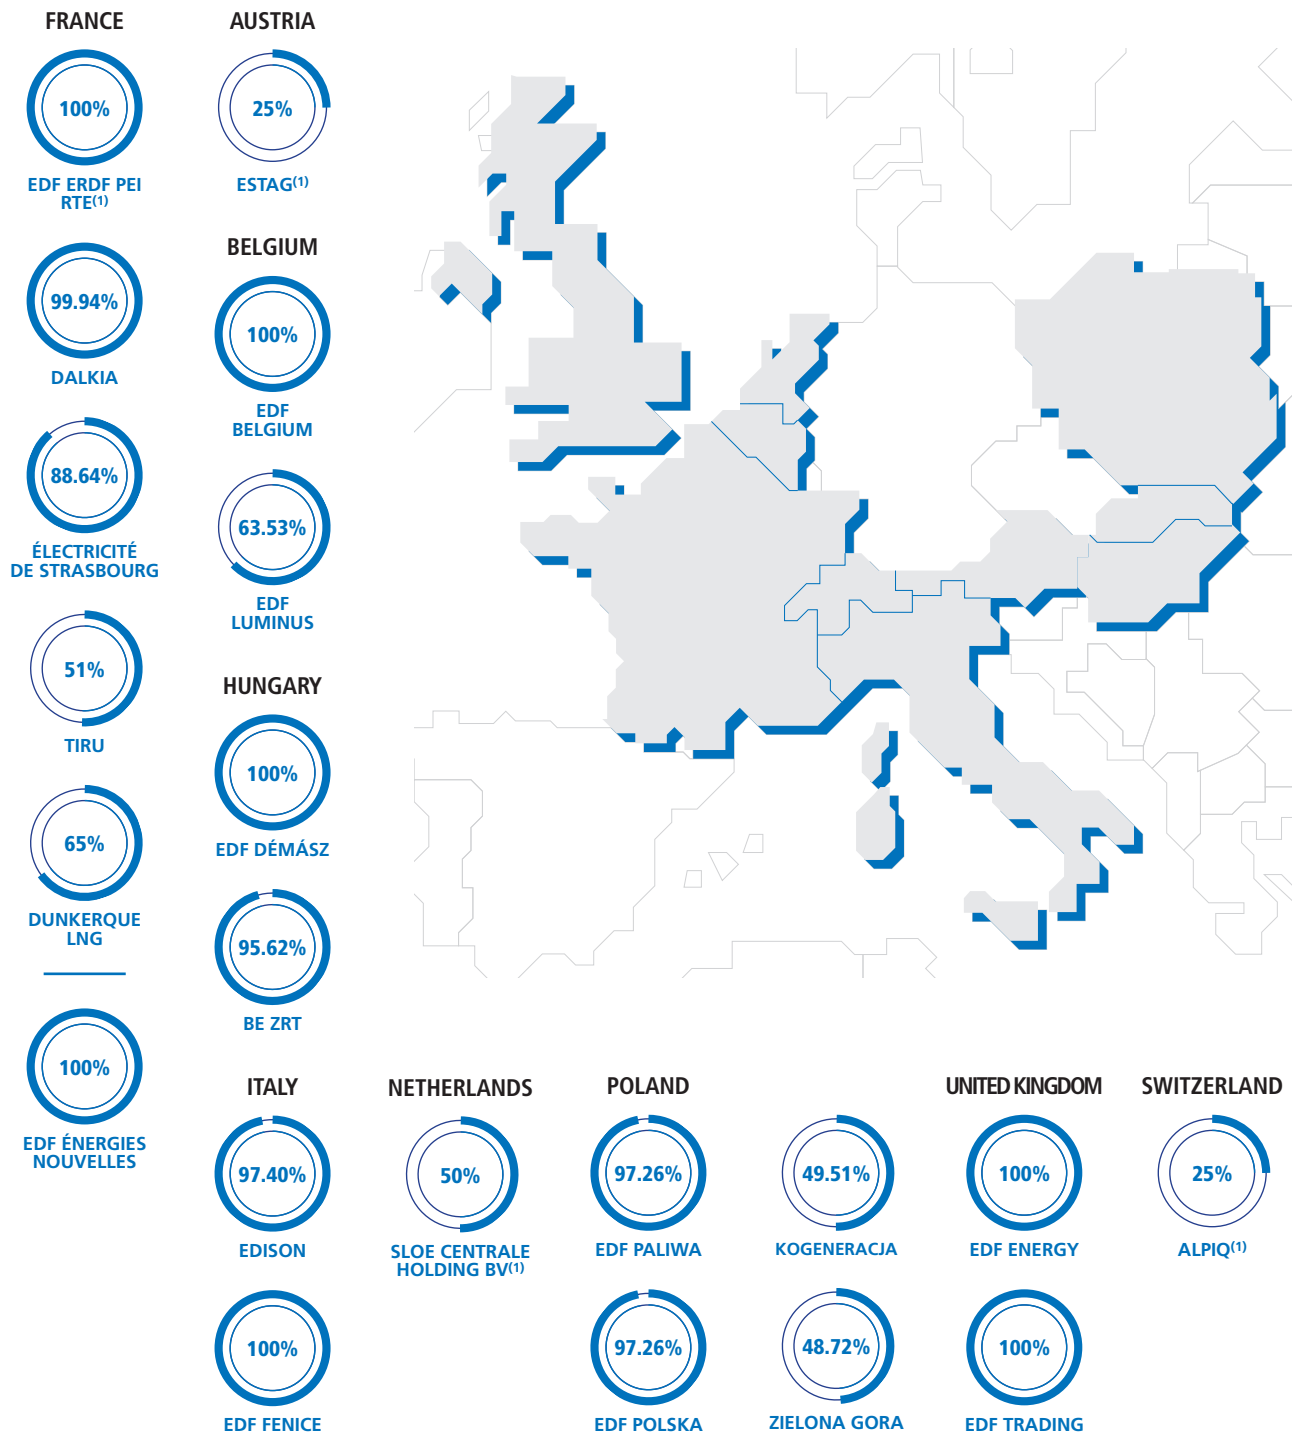 FRANCE
100%
EDF ERDF PEI
RTE(1)
99.94%
DALKIA
88.64%
ÉLECTRICITÉ
DE STRASBOURG
51%
TIRU
65%
DUNKERQUE
LNG
100%
EDF ÉNERGIES
NOUVELLES
AUSTRIA
25%
ESTAG(1)
BELGIUM
100%
EDF
BELGIUM
63.53%
EDF
LUMINUS
HUNGARY
100%
EDF DÉMÁSZ
95.62%
BE ZRT
ITALY
97.40%
EDISON
100%
EDF FENICE
NETHERLANDS
50%
SLOE CENTRALE
HOLDING BV(1)
POLAND
97.26%
EDF PALIWA
49.51%
KOGENERACJA
97.26%
EDF POLSKA
48.72%
ZIELONA GORA
UNITED KINGDOM
100%
EDF ENERGY
100%
EDF TRADING
SWITZERLAND
25%
ALPIQ(1)